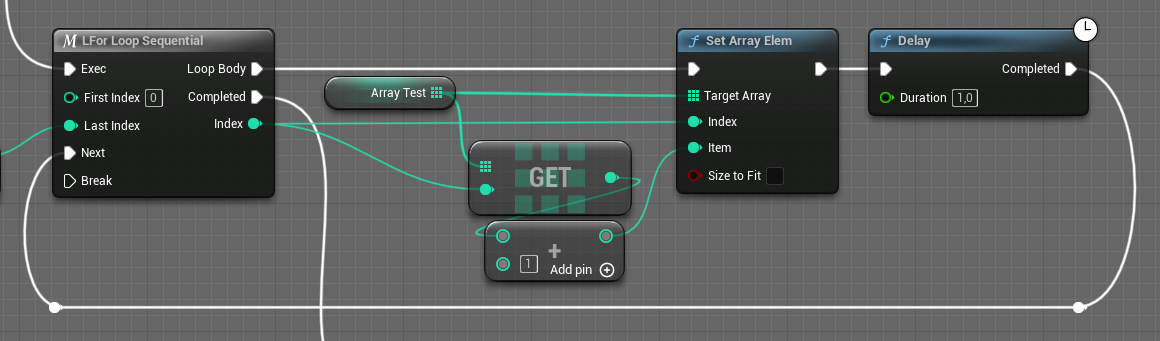 LFor Loop Sequential
Exec
Loop Body
First Index 0
Completed
Last Index
Index
Next
Break
Array Test
GET
+
1
Add pin
f Set Array Elem
Target Array
Index
Item
Size to Fit
f Delay
Completed
Duration 1,0